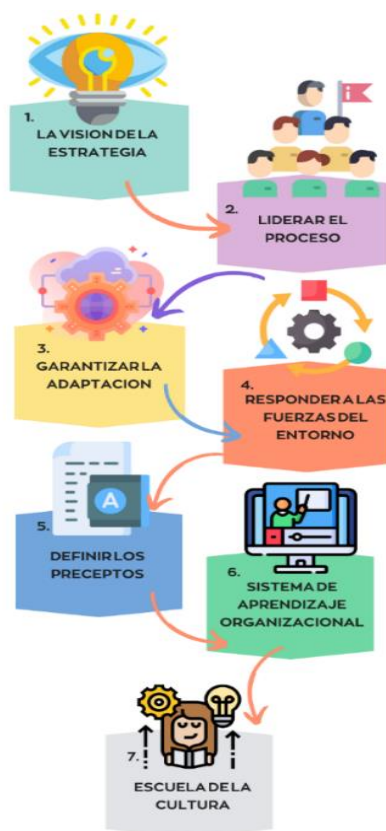 1.
LA VISION DE LA
ESTRATEGIA
2.
LIDERAR EL
PROCESO
3.
GARANTIZAR LA
ADAPTACION
4.
RESPONDER A LAS
FUERZAS DEL
ENTORNO
A
5.
DEFINIR LOS
PRECEPTOS
6.
SISTEMA DE
APRENDIZAJE
ORGANIZACIONAL
7.
ESCUELA DE LA
CULTURA